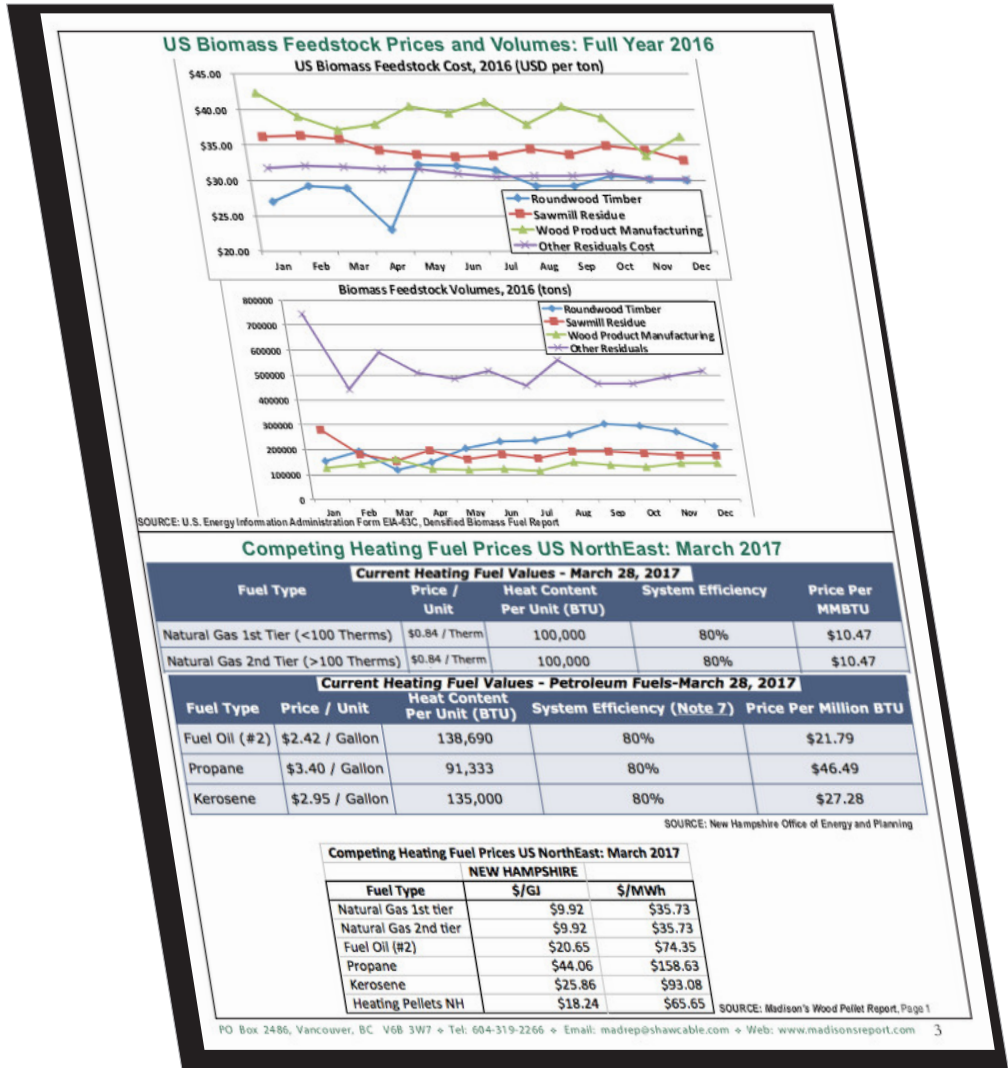 US Biomass Feedstock Prices and Volumes: Full Year 2016
US Biomass Feedstock Cost, 2016 (USD per ton)
$45.00
$40.00
$35.00
$30.00
$25.00
$20.00
Roundwood Timber
Sawmill Residue
Wood Product Manufacturing
Other Residuals Cost
Jan Feb Mar Apr May Jun Jul Aug Sep Oct Nov Dec
Biomass Feedstock Volumes, 2016 (tons)
800000
700000
600000
500000
400000
300000
200000
100000
0
Roundwood Timber
Sawmill Residue
Wood Product Manufacturing
Other Residuals
Jan Feb Mar Apr May Jun Jul Aug Sep Oct Nov Dec
SOURCE: U.S. Energy Information Administration Form EIA-63C, Densified Biomass Fuel Report
Competing Heating Fuel Prices US NorthEast: March 2017
Current Heating Fuel Values - March 28, 2017
Fuel Type Price / Unit Heat Content Per Unit (BTU) System Efficiency Price Per MMBTU
Natural Gas 1st Tier (<100 Therms) $0.84 / Therm 100,000 80% $10.47
Natural Gas 2nd Tier (>100 Therms) $0.84 / Therm 100,000 80% $10.47
Current Heating Fuel Values - Petroleum Fuels-March 28, 2017
Fuel Type Price / Unit Heat Content Per Unit (BTU) System Efficiency (Note 7) Price Per Million BTU
Fuel Oil (#2) $2.42 / Gallon 138,690 80% $21.79
Propane $3.40 / Gallon 91,333 80% $46.49
Kerosene $2.95 / Gallon 135,000 80% $27.28
SOURCE: New Hampshire Office of Energy and Planning
Competing Heating Fuel Prices US NorthEast: March 2017
NEW HAMPSHIRE
Fuel Type $/GJ $/MWh
Natural Gas 1st tier $9.92 $35.73
Natural Gas 2nd tier $9.92 $35.73
Fuel Oil (#2) $20.65 $74.35
Propane $44.06 $158.63
Kerosene $25.86 $93.08
Heating Pellets NH $18.24 $65.65
SOURCE: Madison's Wood Pellet Report, Page 1
PO Box 2486, Vancouver, BC V6B 3W7 ❖ Tel: 604-319-2266 ❖ Email: madrep@shawcable.com ❖ Web: www.madisonsreport.com 3